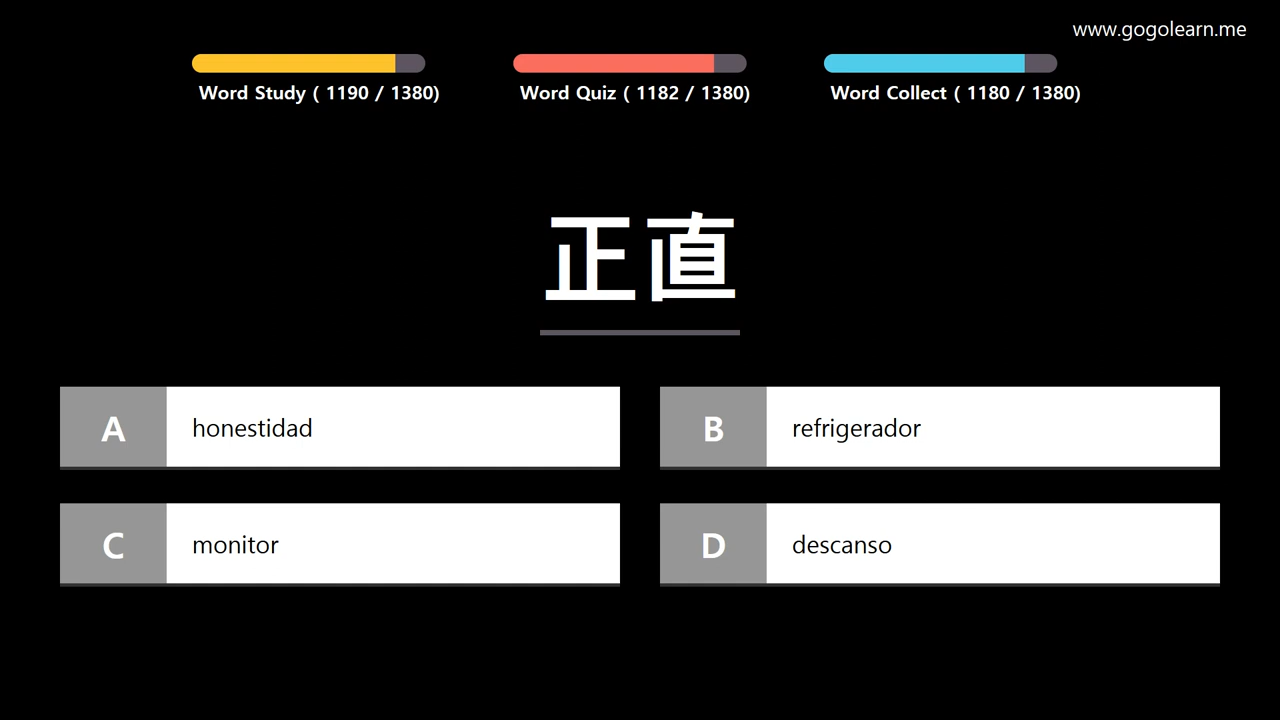 www.gogolearn.me
Word Study ( 1190 / 1380)
Word Quiz ( 1182 / 1380)
Word Collect ( 1180 / 1380)
正直
A honestidad
B refrigerador
C monitor
D descanso